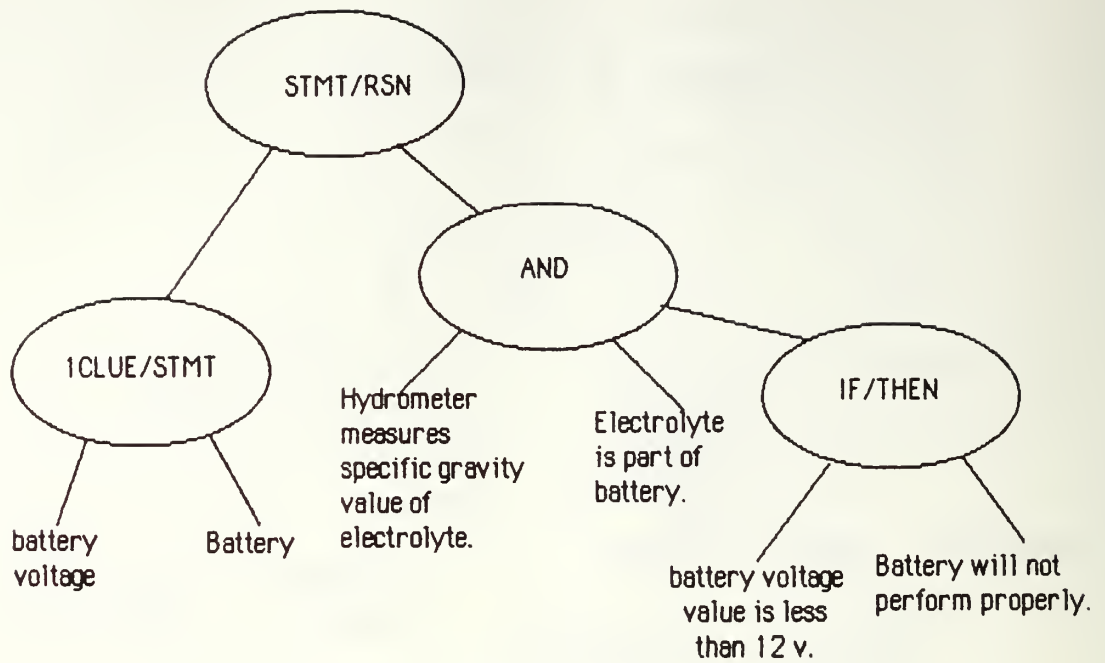 STMT/RSN
AND
1CLUE/STMT
IF/THEN
Hydrometer
measures
specific gravity
value of
electrolyte.
Electrolyte
is part of
battery.
battery
voltage
Battery
battery voltage
value is less
than 12 v.
Battery will not
perform properly.